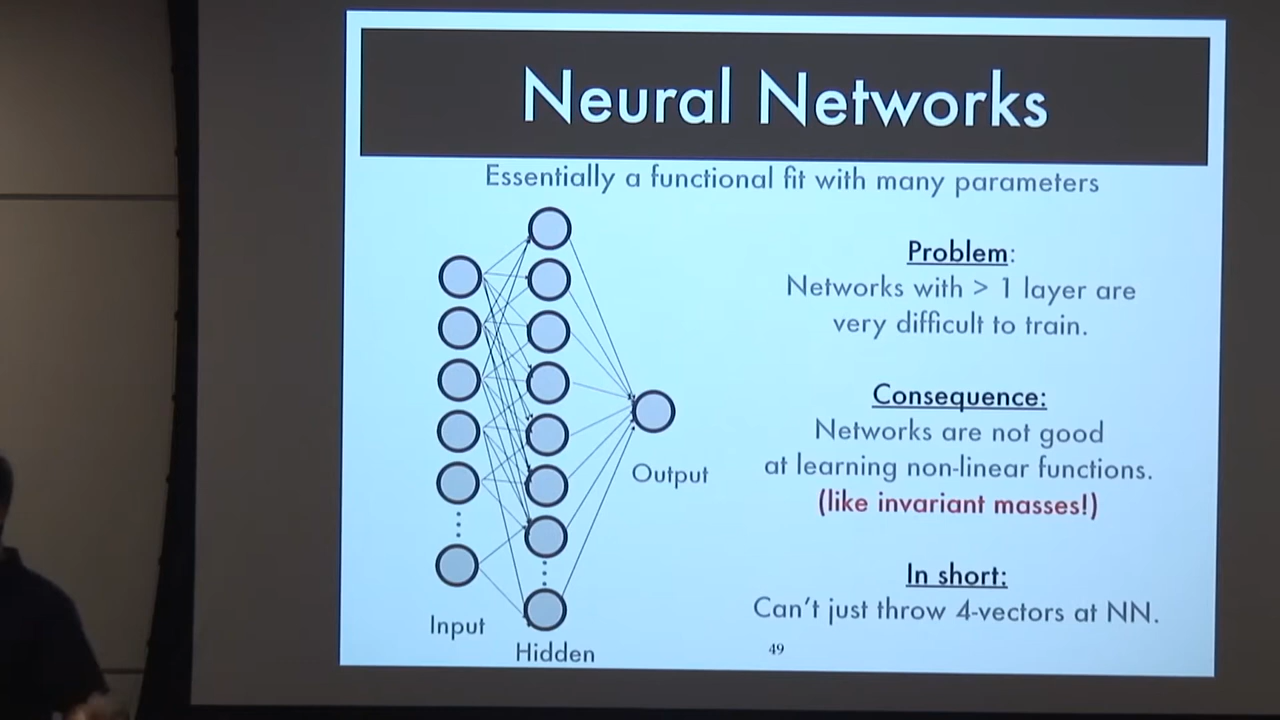 Neural Networks
Essentially a functional fit with many parameters
Problem:
Networks with > 1 layer are
very difficult to train.
Consequence:
Networks are not good
at learning non-linear functions.
(like invariant masses!)
In short:
Can't just throw 4-vectors at NN.
Output
Input
Hidden
49